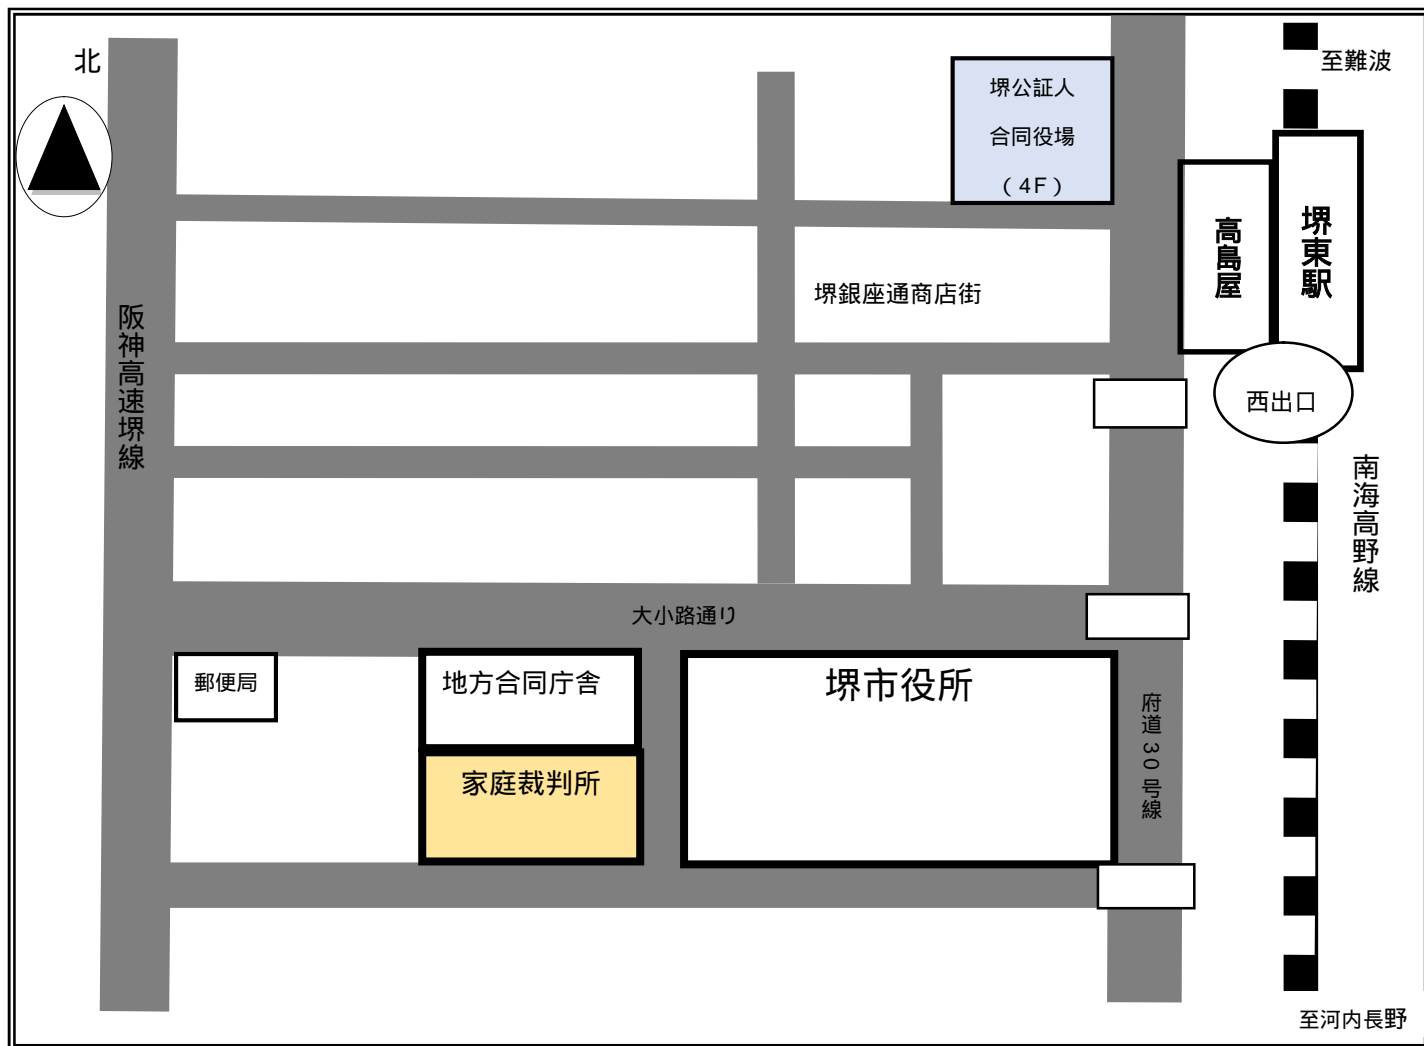 北
至難波
堺公証人
合同役場
（4F）
高島屋
堺東駅
堺銀座通商店街
阪神高速堺線
西出口
南海高野線
大小路通り
郵便局
地方合同庁舎
堺市役所
府道30号線
家庭裁判所
至河内長野